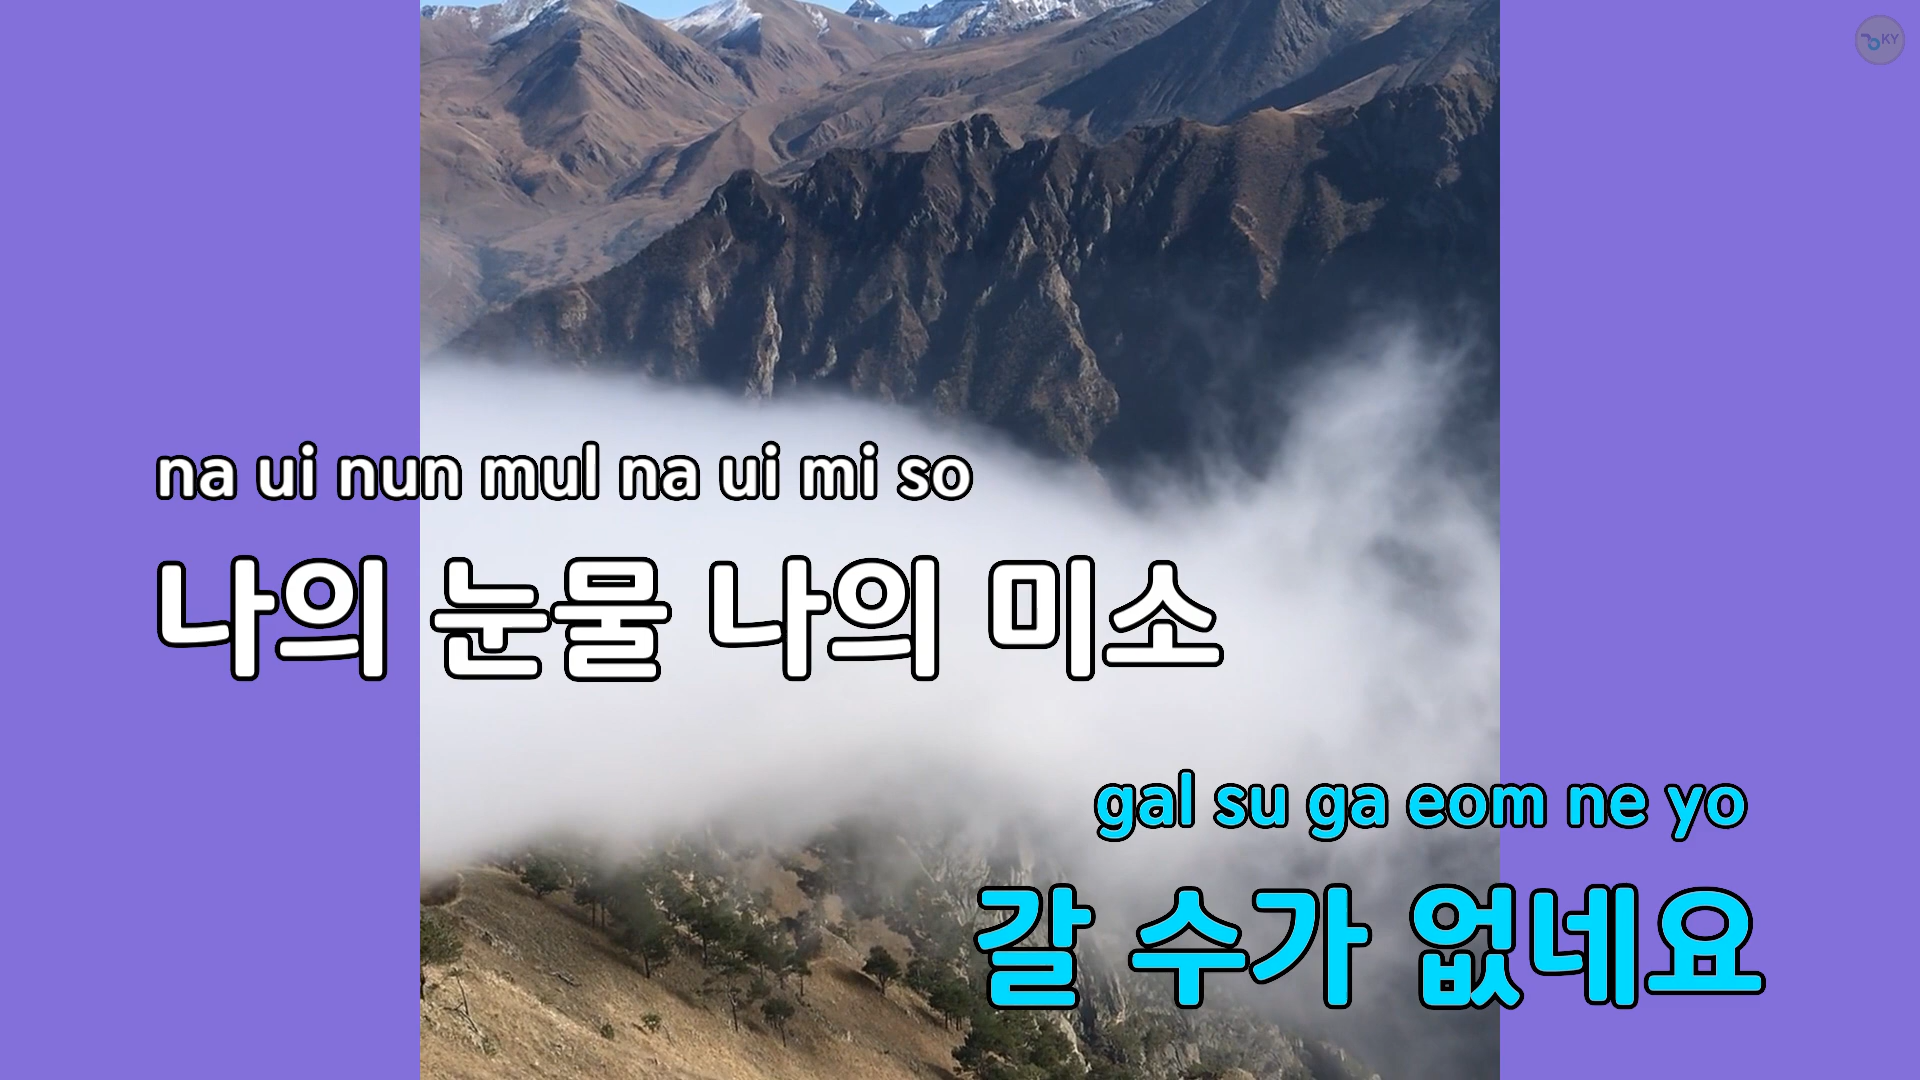 KY
na ui nun mul na ui mi so
나의 눈물 나의 미소
gal su ga eom ne yo
갈 수가 없네요